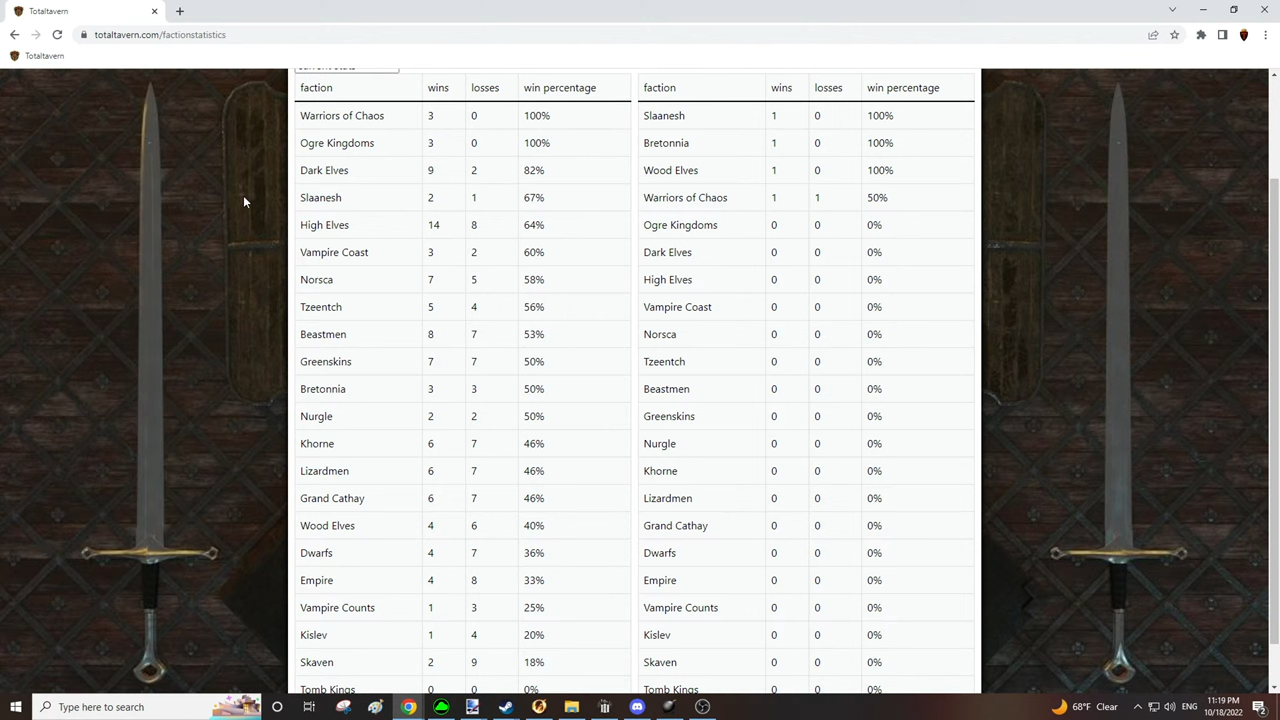 Totaltavern
totaltavern.com/factionstatistics
Totaltavern
faction wins losses win percentage faction wins losses win percentage
Warriors of Chaos 3 0 100% Slaanesh 1 0 100%
Ogre Kingdoms 3 0 100% Bretonnia 1 0 100%
Dark Elves 9 2 82% Wood Elves 1 0 100%
Slaanesh 2 1 67% Warriors of Chaos 1 1 50%
High Elves 14 8 64% Ogre Kingdoms 0 0 0%
Vampire Coast 3 2 60% Dark Elves 0 0 0%
Norsca 7 5 58% High Elves 0 0 0%
Tzeentch 5 4 56% Vampire Coast 0 0 0%
Beastmen 8 7 53% Norsca 0 0 0%
Greenskins 7 7 50% Tzeentch 0 0 0%
Bretonnia 3 3 50% Beastmen 0 0 0%
Nurgle 2 2 50% Greenskins 0 0 0%
Khorne 6 7 46% Nurgle 0 0 0%
Lizardmen 6 7 46% Khorne 0 0 0%
Grand Cathay 6 7 46% Lizardmen 0 0 0%
Wood Elves 4 6 40% Grand Cathay 0 0 0%
Dwarfs 4 7 36% Dwarfs 0 0 0%
Empire 4 8 33% Empire 0 0 0%
Vampire Counts 1 3 25% Vampire Counts 0 0 0%
Kislev 1 4 20% Kislev 0 0 0%
Skaven 2 9 18% Skaven 0 0 0%
Tomb Kings 0 0 0% Tomb Kings 0 0 0%
Type here to search
68°F Clear
ENG
11:19 PM
10/18/2022
2